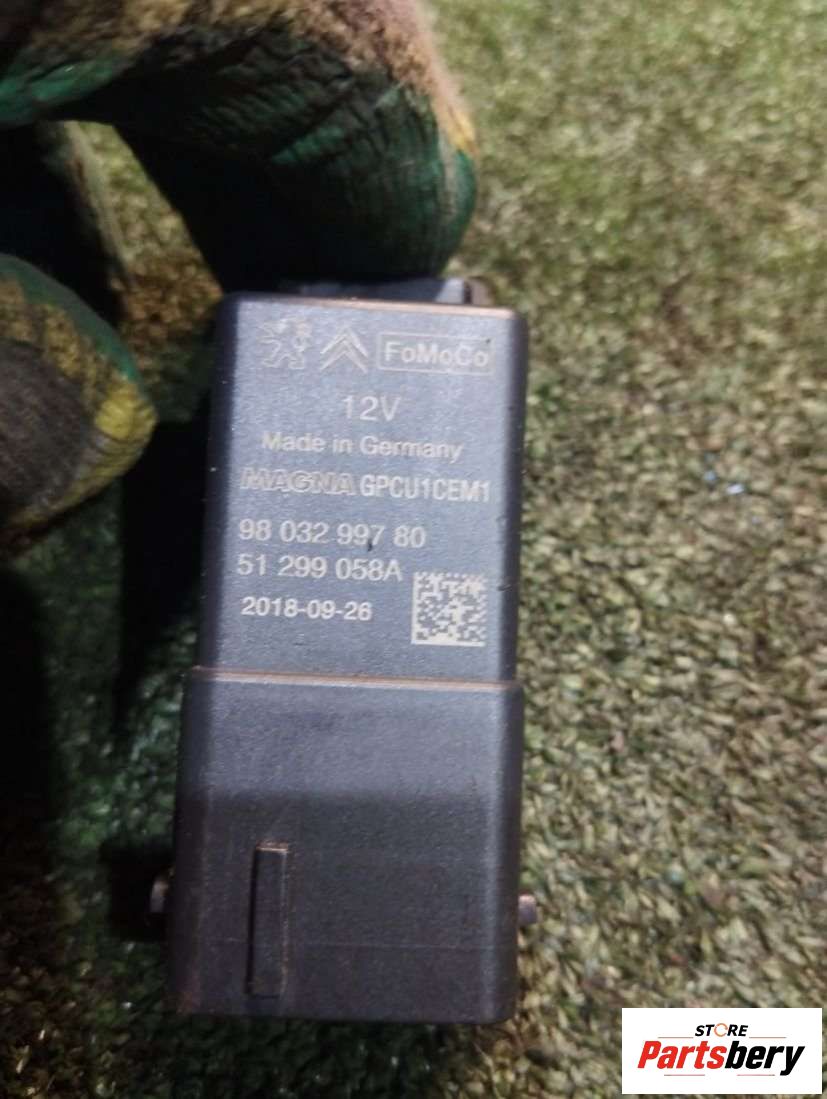 FoMoCo
12V
Made in Germany
MAGNA GPCU1CEM1
98 032 997 80
51 299 058A
2018-09-26
STORE
Partsbery